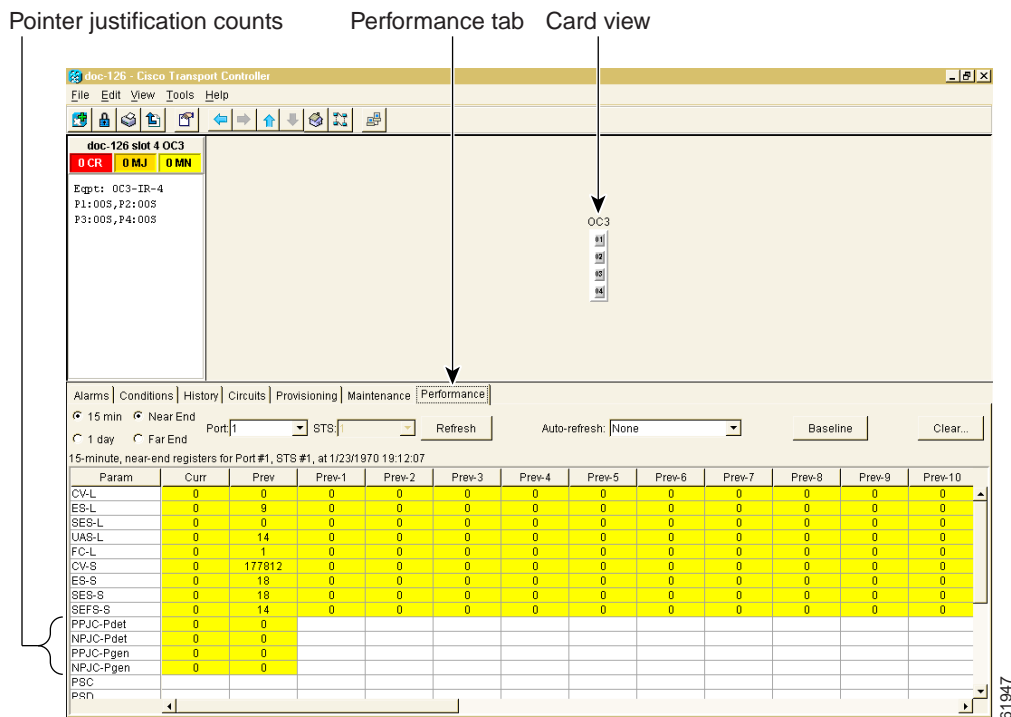 Pointer justification counts Performance tab Card view
doc-126 - Cisco Transport Controller
File Edit View Tools Help
doc-126 slot 4 OC3
0 CR 0 MJ 0 MN
Eqpt: OC3-IR-4
P1:OOS,P2:OOS
P3:OOS,P4:OOS
OC3
01
02
03
04
Alarms Conditions History Circuits Provisioning Maintenance Performance
15 min Near End
1 day Far End
Port: 1 STS: 1 Refresh Auto-refresh: None Baseline Clear...
15-minute, near-end registers for Port #1, STS #1, at 1/23/1970 19:12:07
Param Curr Prev Prev-1 Prev-2 Prev-3 Prev-4 Prev-5 Prev-6 Prev-7 Prev-8 Prev-9 Prev-10
CV-L 0 0 0 0 0 0 0 0 0 0 0 0
ES-L 0 9 0 0 0 0 0 0 0 0 0 0
SES-L 0 0 0 0 0 0 0 0 0 0 0 0
UAS-L 0 14 0 0 0 0 0 0 0 0 0 0
FC-L 0 1 0 0 0 0 0 0 0 0 0 0
CV-S 0 177812 0 0 0 0 0 0 0 0 0 0
ES-S 0 18 0 0 0 0 0 0 0 0 0 0
SES-S 0 18 0 0 0 0 0 0 0 0 0 0
SEFS-S 0 14 0 0 0 0 0 0 0 0 0 0
PPJC-Pdet 0 0
NPJC-Pdet 0 0
PPJC-Pgen 0 0
NPJC-Pgen 0 0
PSC
PSD
61947